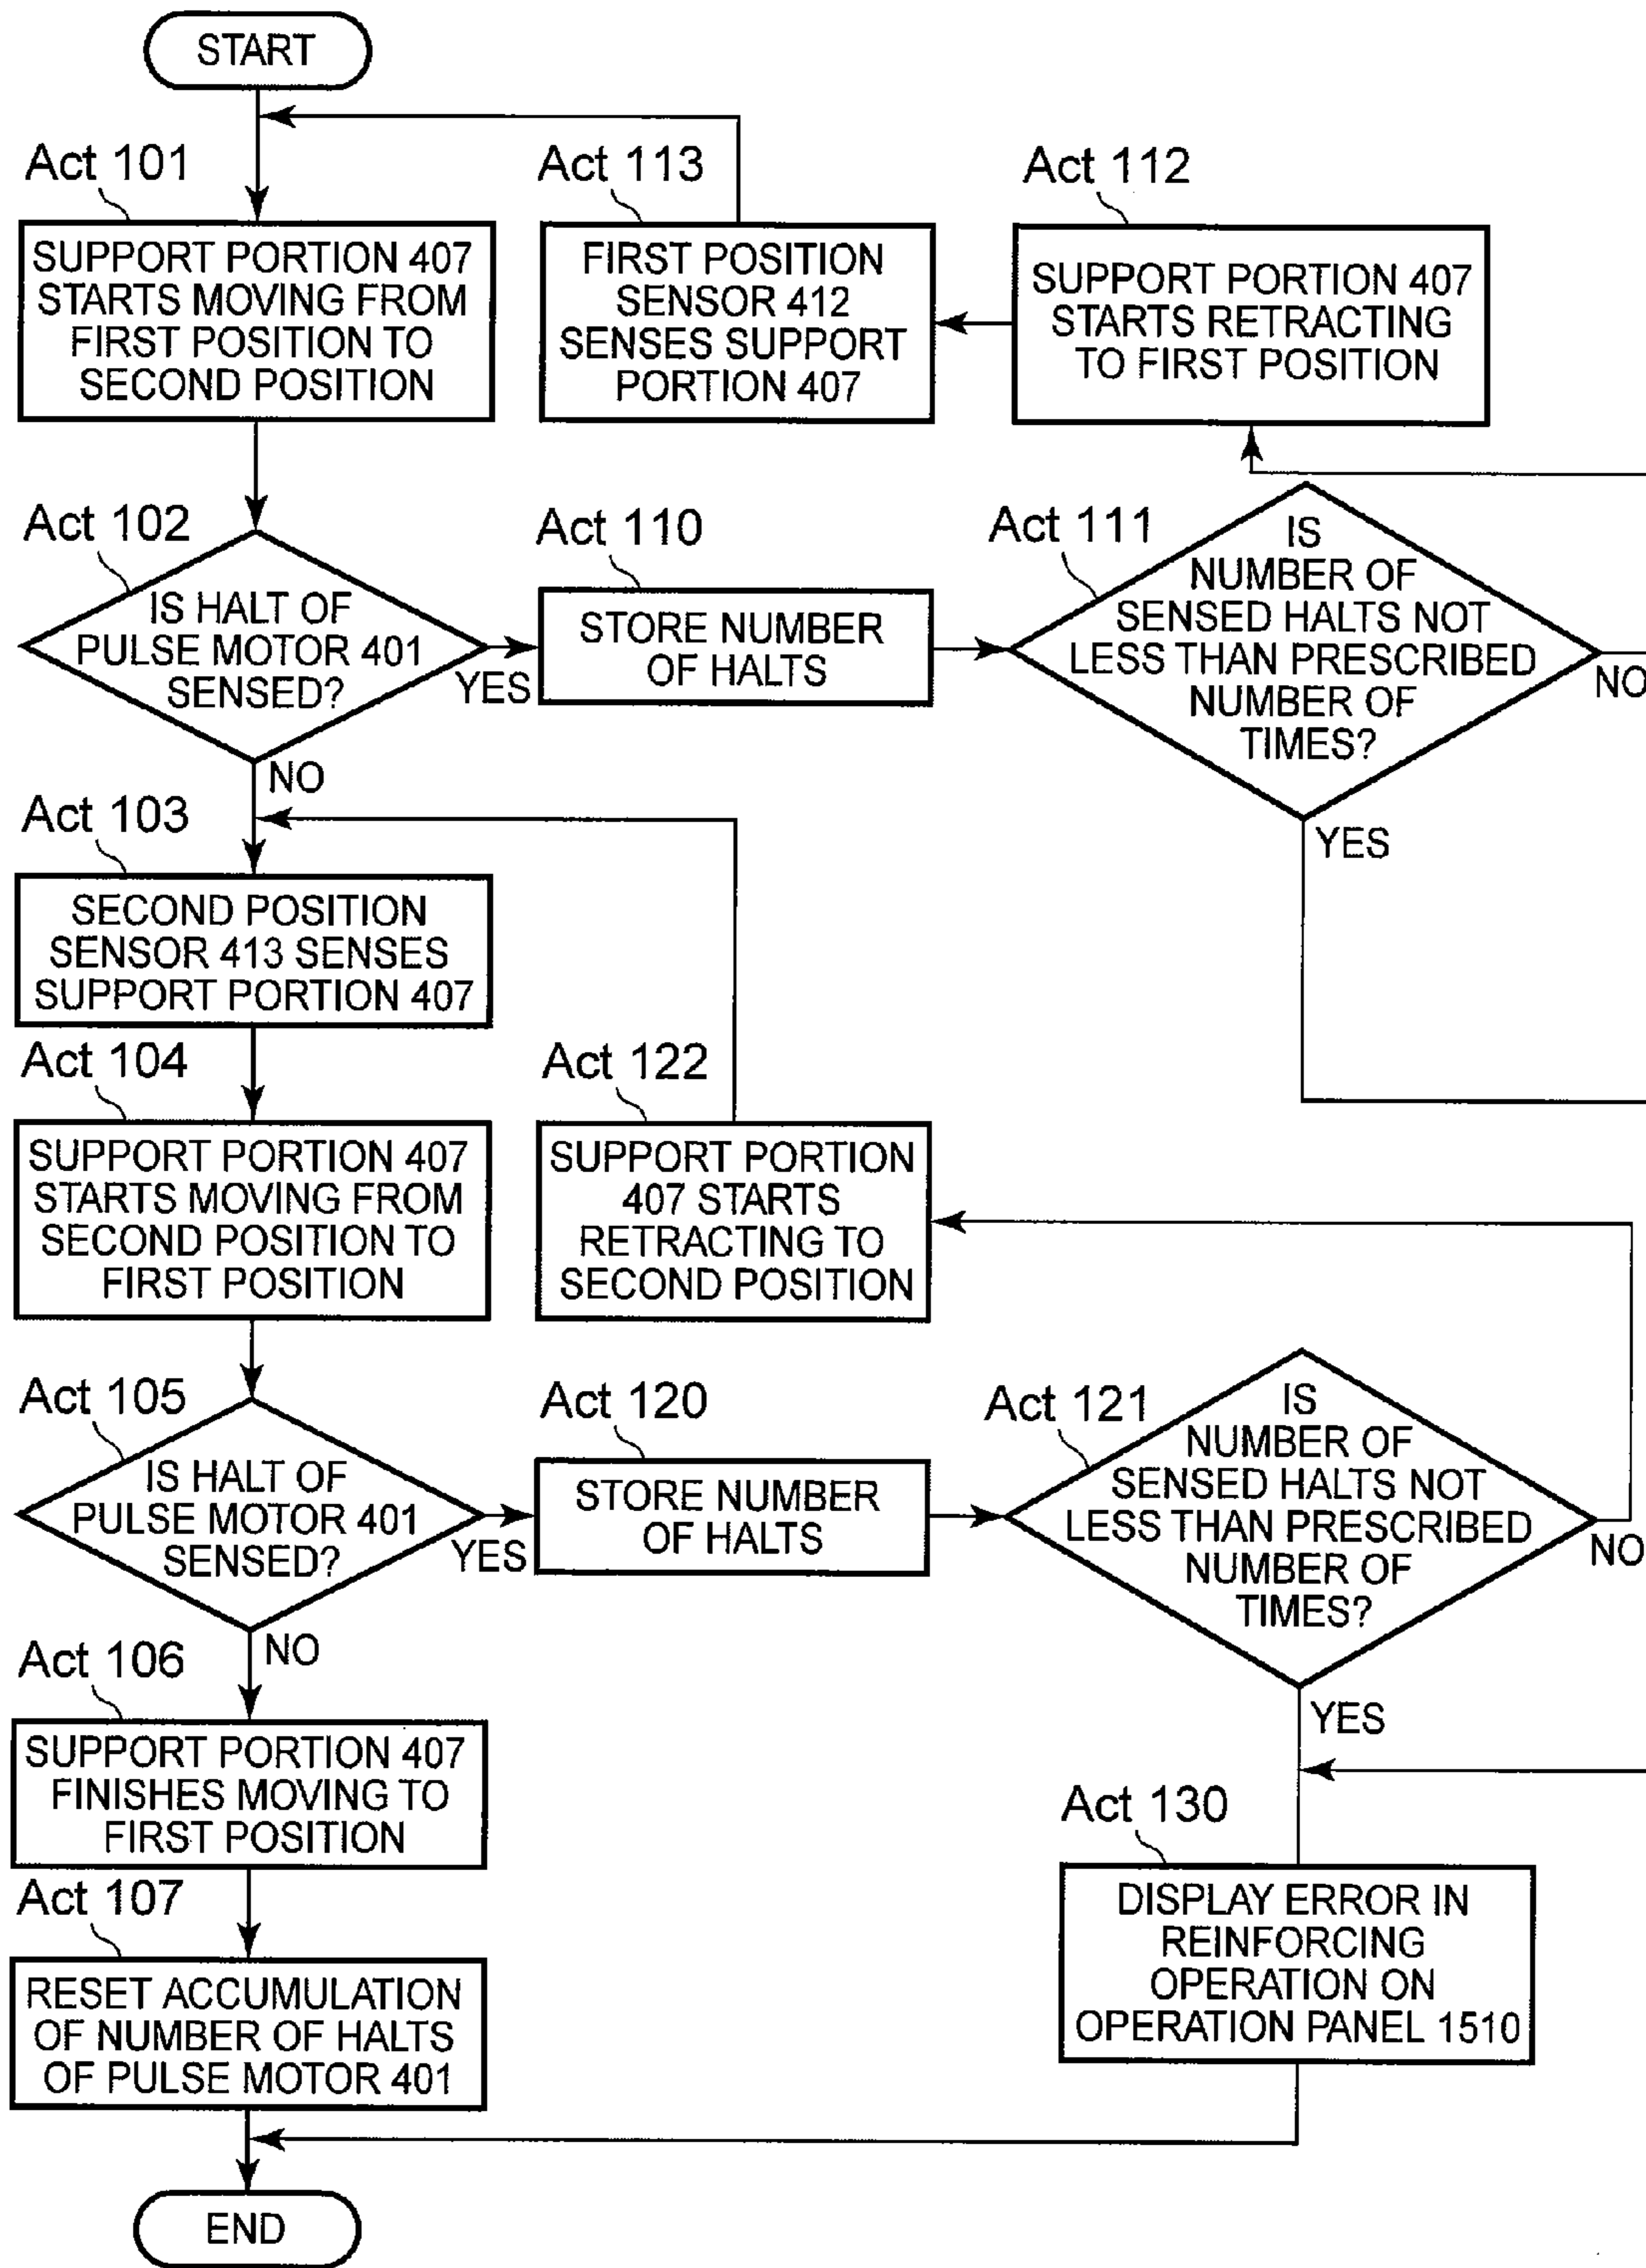 START
Act 101
SUPPORT PORTION 407
STARTS MOVING FROM
FIRST POSITION TO
SECOND POSITION
Act 113
FIRST POSITION
SENSOR 412
SENSES SUPPORT
PORTION 407
Act 112
SUPPORT PORTION 407
STARTS RETRACTING
TO FIRST POSITION
Act 102
IS HALT OF
PULSE MOTOR 401
SENSED?
YES
NO
Act 110
STORE NUMBER
OF HALTS
Act 111
IS
NUMBER OF
SENSED HALTS NOT
LESS THAN PRESCRIBED
NUMBER OF
TIMES?
NO
YES
Act 103
SECOND POSITION
SENSOR 413 SENSES
SUPPORT PORTION 407
Act 104
SUPPORT PORTION 407
STARTS MOVING FROM
SECOND POSITION TO
FIRST POSITION
Act 122
SUPPORT PORTION
407 STARTS
RETRACTING TO
SECOND POSITION
Act 105
IS HALT OF
PULSE MOTOR 401
SENSED?
YES
NO
Act 120
STORE NUMBER
OF HALTS
Act 121
IS
NUMBER OF
SENSED HALTS NOT
LESS THAN PRESCRIBED
NUMBER OF
TIMES?
NO
YES
Act 106
SUPPORT PORTION 407
FINISHES MOVING TO
FIRST POSITION
Act 107
RESET ACCUMULATION
OF NUMBER OF HALTS
OF PULSE MOTOR 401
Act 130
DISPLAY ERROR IN
REINFORCING
OPERATION ON
OPERATION PANEL 1510
END